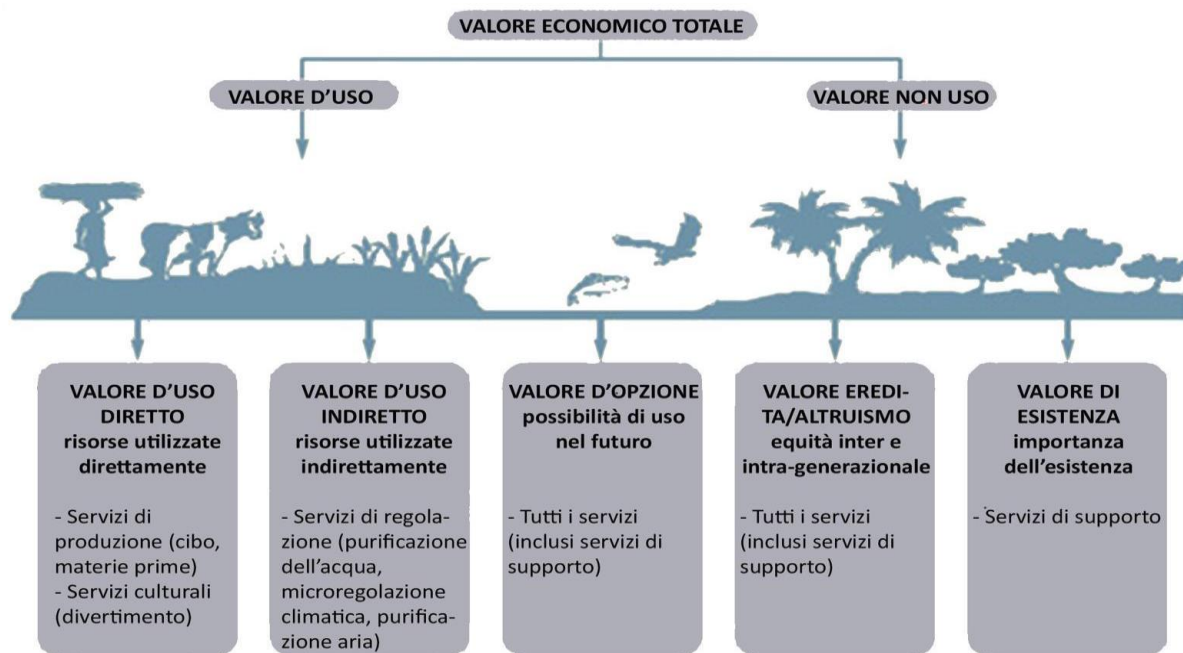 VALORE ECONOMICO TOTALE
VALORE D'USO
VALORE NON USO
VALORE D'USO
DIRETTO
risorse utilizzate
direttamente
- Servizi di
produzione (cibo,
materie prime)
- Servizi culturali
(divertimento)
VALORE D'USO
INDIRETTO
risorse utilizzate
indirettamente
- Servizi di regola-
zione (purificazione
dell'acqua,
microregolazione
climatica, purifica-
zione aria)
VALORE D'OPZIONE
possibilità di uso
nel futuro
- Tutti i servizi
(inclusi servizi di
supporto)
VALORE EREDI-
TA/ALTRUISMO
equità inter e
intra-generazionale
- Tutti i servizi
(inclusi servizi di
supporto)
VALORE DI
ESISTENZA
importanza
dell'esistenza
- Servizi di supporto